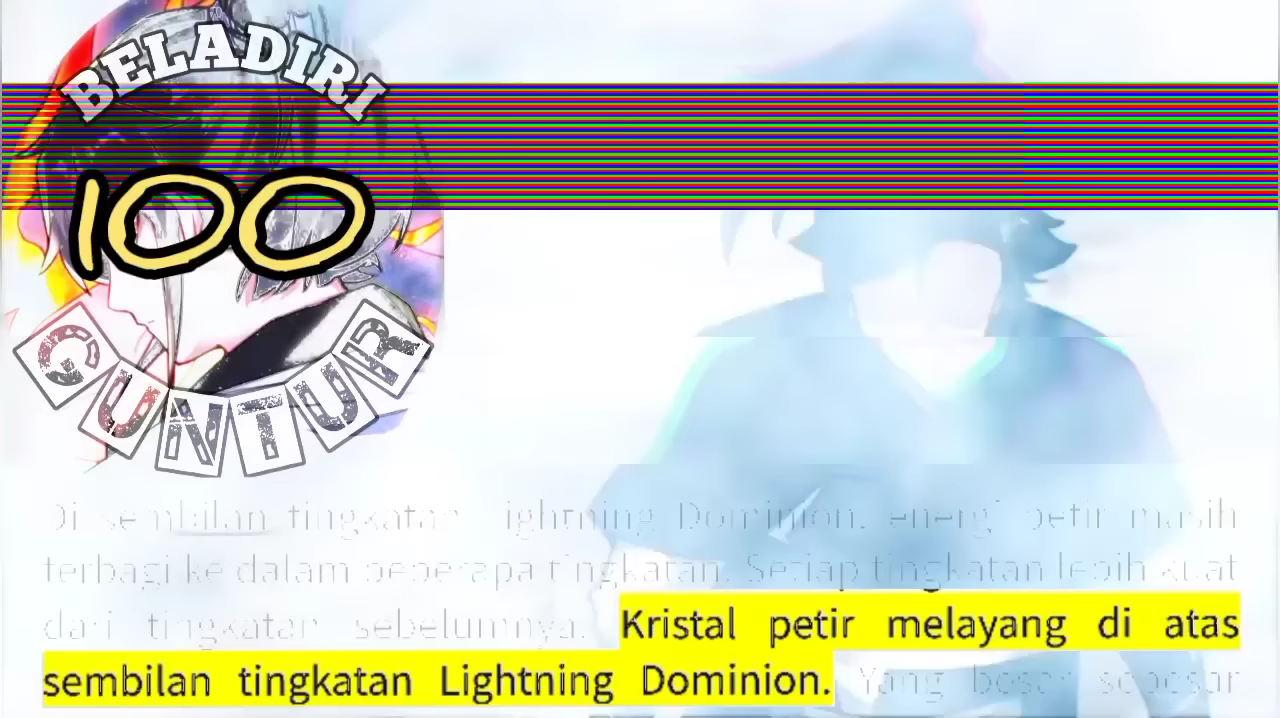 BELADIRI
100
GUNTUR
Di sembilan tingkatan Lightning Dominion, energi petir masih
terbagi ke dalam beberapa tingkatan. Setiap tingkatan lebih kuat
dari tingkatan sebelumnya. Kristal petir melayang di atas
sembilan tingkatan Lightning Dominion. Yang besar sebesar